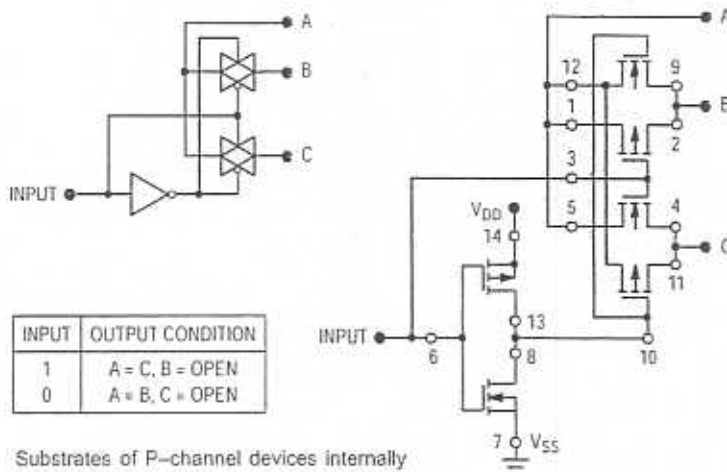 A
B
C
INPUT
INPUT OUTPUT CONDITION
1 A = C, B = OPEN
0 A = B, C = OPEN
Substrates of P–channel devices internally
A
12
9
B
1
2
3
VDD
14
5
4
C
11
13
INPUT
6
8
10
7
VSS